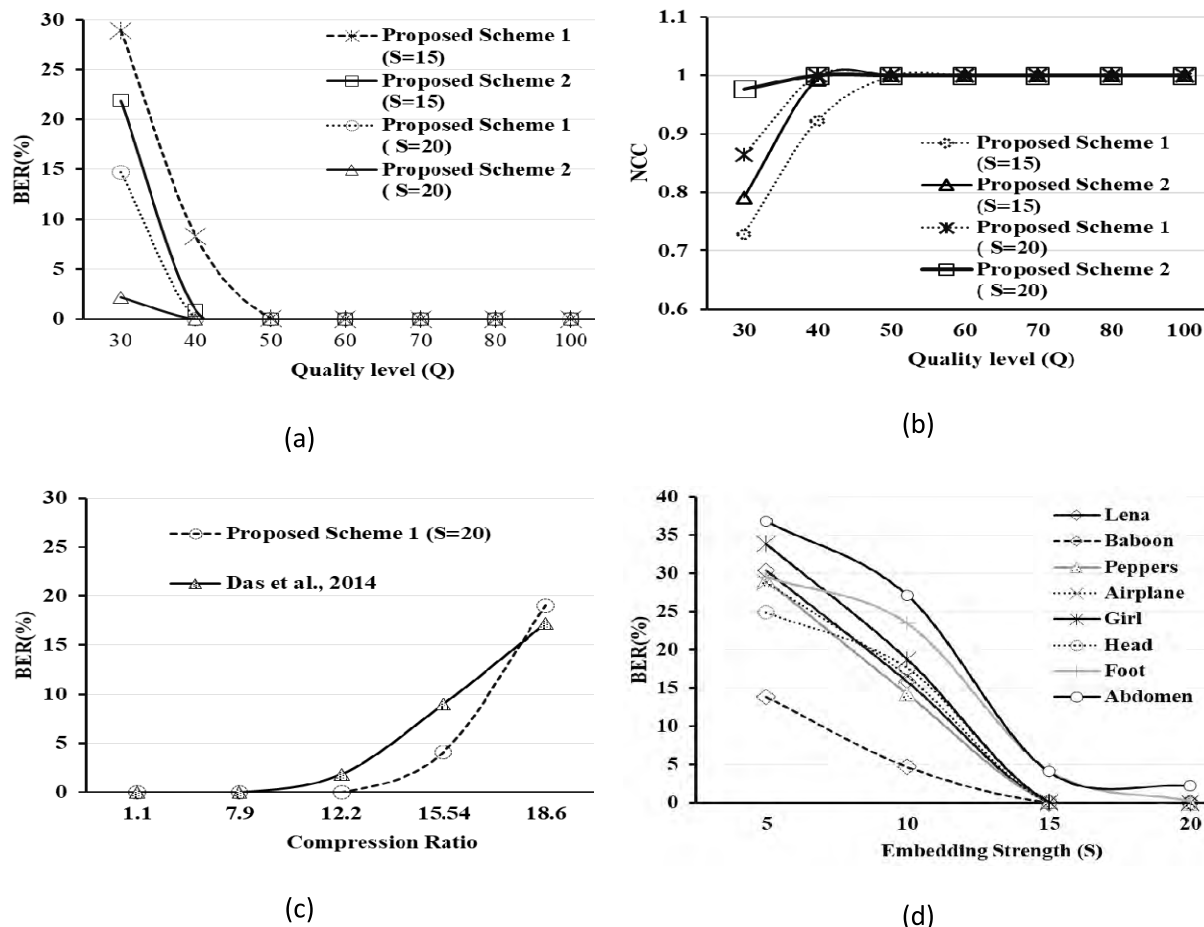 30
25
20
15
10
5
0
BER(%)
Proposed Scheme 1
(S=15)
Proposed Scheme 2
(S=15)
Proposed Scheme 1
( S=20)
Proposed Scheme 2
( S=20)
30 40 50 60 70 80 100
Quality level (Q)
(a)
1.1
1
0.9
0.8
0.7
0.6
NCC
Proposed Scheme 1
(S=15)
Proposed Scheme 2
(S=15)
Proposed Scheme 1
( S=20)
Proposed Scheme 2
( S=20)
30 40 50 60 70 80 100
Quality level (Q)
(b)
30
25
20
15
10
5
0
BER(%)
Proposed Scheme 1 (S=20)
Das et al., 2014
1.1 7.9 12.2 15.54 18.6
Compression Ratio
(c)
40
35
30
25
20
15
10
5
0
BER(%)
Lena
Baboon
Peppers
Airplane
Girl
Head
Foot
Abdomen
5 10 15 20
Embedding Strength (S)
(d)